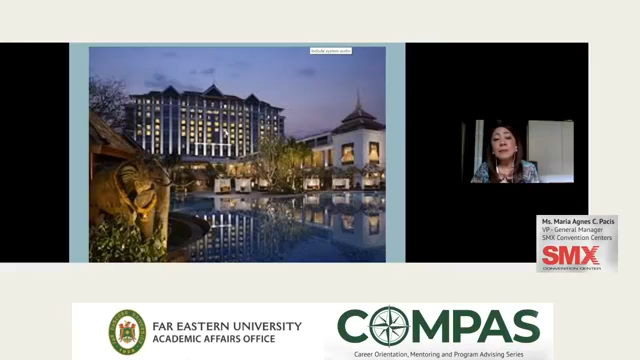 Include system audio
Ms. Maria Agnes C. Pacis
VP - General Manager
SMX Convention Centers
SMX
CONVENTION CENTER
FAR EASTERN UNIVERSITY
ACADEMIC AFFAIRS OFFICE
COMPAS
Career Orientation, Mentoring and Program Advising Series